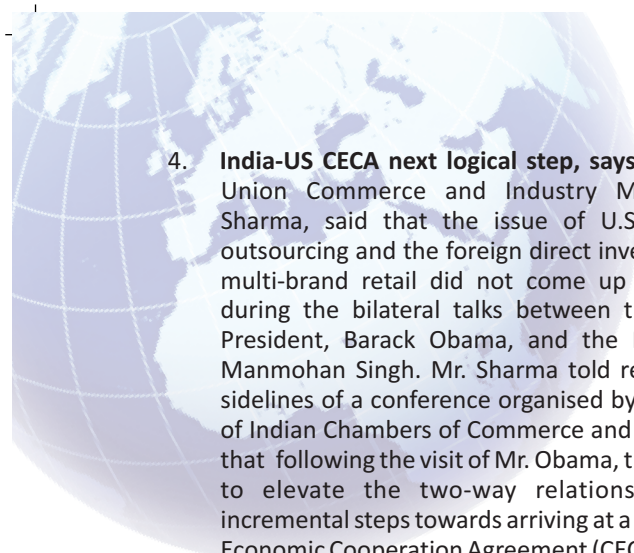 4. India-US CECA next logical step, says
Union Commerce and Industry M
Sharma, said that the issue of U.S
outsourcing and the foreign direct inve
multi-brand retail did not come up
during the bilateral talks between t
President, Barack Obama, and the
Manmohan Singh. Mr. Sharma told re
sidelines of a conference organised by
of Indian Chambers of Commerce and
that following the visit of Mr. Obama, t
to elevate the two-way relations
incremental steps towards arriving at a
Economic Cooperation Agreement (CEC